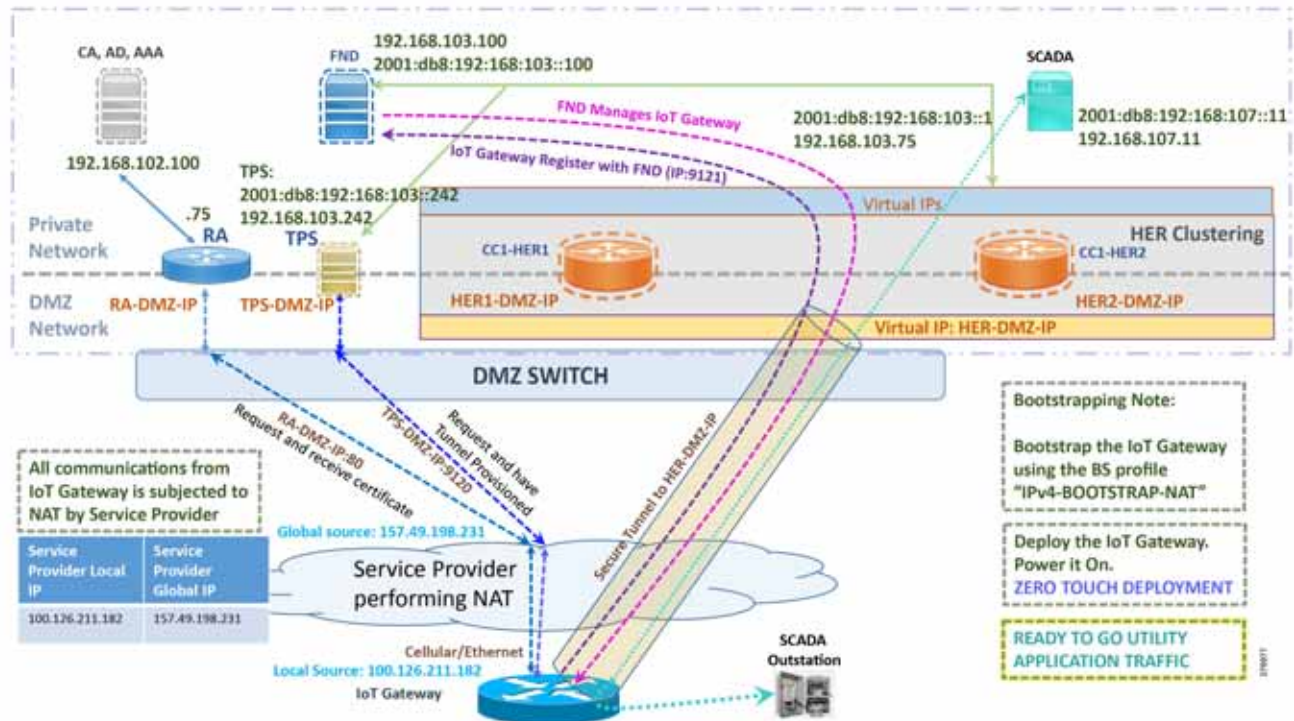 CA, AD, AAA
FND
192.168.103.100
2001:db8:192:168:103::100
SCADA
FND Manages IoT Gateway
2001:db8:192:168:103::1
192.168.103.75
2001:db8:192:168:107::11
192.168.107.11
IoT Gateway Register with FND (IP:9121)
192.168.102.100
TPS:
2001:db8:192:168:103::242
192.168.103.242
.75
RA
TPS
Private
Network
Virtual IPs
HER Clustering
CC1-HER1
CC1-HER2
DMZ
Network
RA-DMZ-IP
TPS-DMZ-IP
HER1-DMZ-IP
HER2-DMZ-IP
Virtual IP: HER-DMZ-IP
DMZ SWITCH
RA-DMZ-IP:80
Request and receive certificate
Request and have
Tunnel Provisioned
TPS-DMZ-IP:9120
Secure Tunnel to HER-DMZ-IP
Bootstrapping Note:
Bootstrap the IoT Gateway
using the BS profile
“IPv4-BOOTSTRAP-NAT”
Deploy the IoT Gateway.
Power it On.
ZERO TOUCH DEPLOYMENT
READY TO GO UTILITY
APPLICATION TRAFFIC
All communications from
IoT Gateway is subjected to
NAT by Service Provider
Service
Provider Local
IP
Service
Provider
Global IP
100.126.211.182
157.49.198.231
Global source: 157.49.198.231
Service Provider
performing NAT
Cellular/Ethernet
Local Source: 100.126.211.182
IoT Gateway
SCADA
Outstation